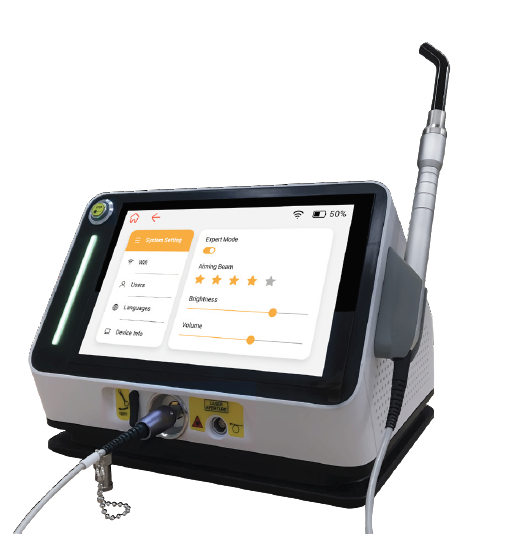 50%
System Setting
Wifi
Users
Languages
Device Info
Expert Mode
Aiming Beam
Brightness
Volume
LASER
APERTURE